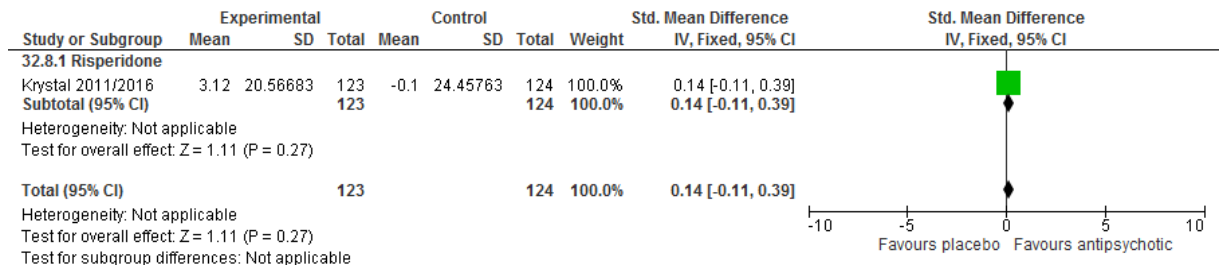 Experimental Control Std. Mean Difference Std. Mean Difference
Study or Subgroup Mean SD Total Mean SD Total Weight IV, Fixed, 95% CI IV, Fixed, 95% CI
32.8.1 Risperidone
Krystal 2011/2016 3.12 20.56683 123 -0.1 24.45763 124 100.0% 0.14 [-0.11, 0.39]
Subtotal (95% CI) 123 124 100.0% 0.14 [-0.11, 0.39]
Heterogeneity: Not applicable
Test for overall effect: Z = 1.11 (P = 0.27)
Total (95% CI) 123 124 100.0% 0.14 [-0.11, 0.39]
Heterogeneity: Not applicable
Test for overall effect: Z = 1.11 (P = 0.27)
Test for subgroup differences: Not applicable
-10 -5 0 5 10
Favours placebo Favours antipsychotic